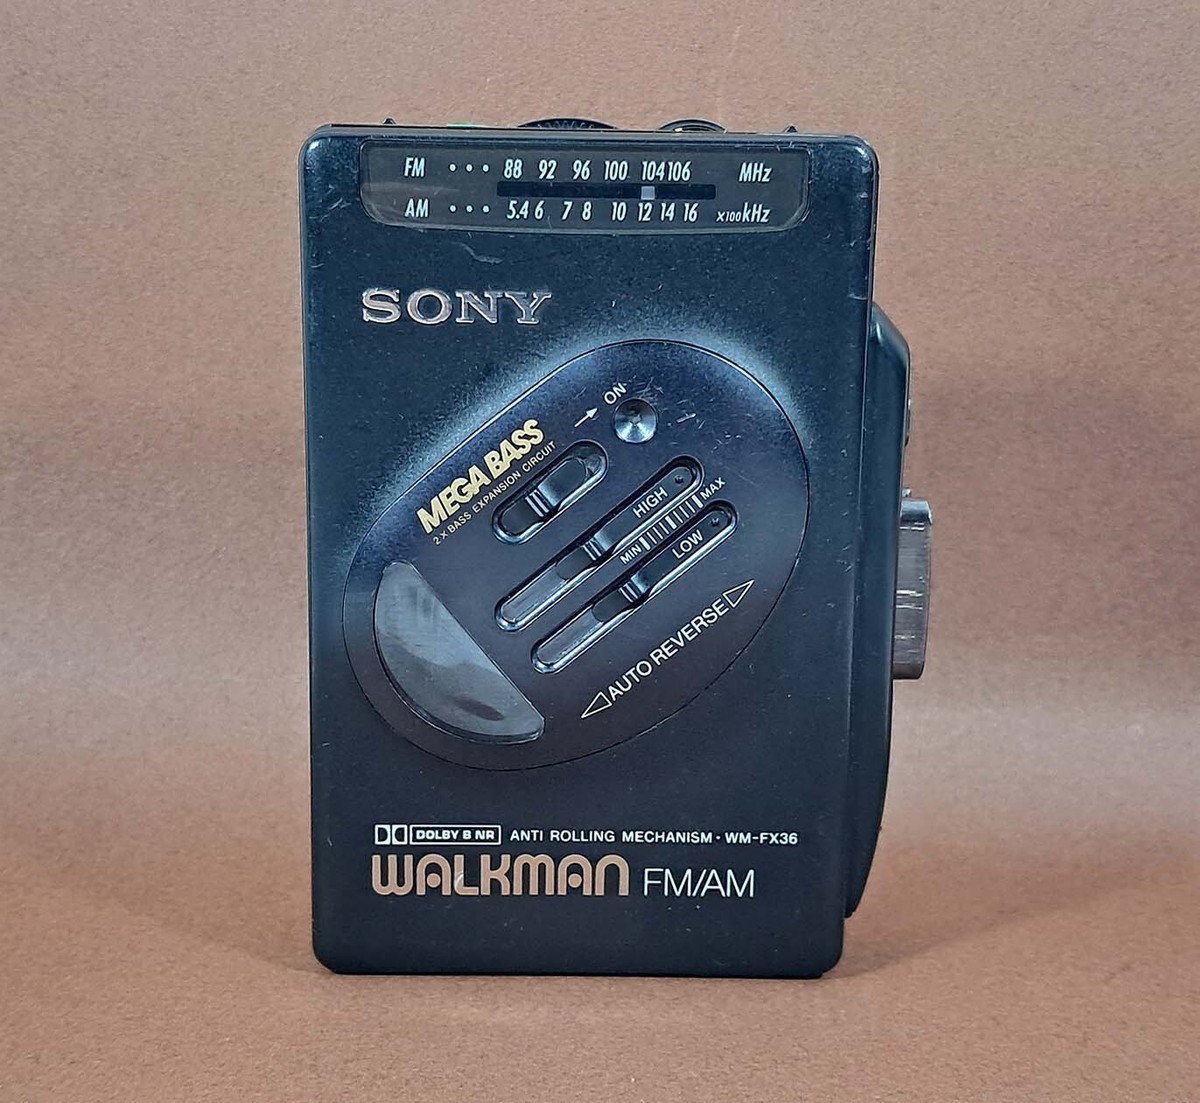 FM ··· 88 92 96 100 104 106 MHz
AM ··· 5.4 6 7 8 10 12 14 16 x100kHz
SONY
→ ON
MEGA BASS
2 x BASS EXPANSION CIRCUIT
HIGH
MIN MAX
LOW
◁ AUTO REVERSE ▷
DOLBY B NR ANTI ROLLING MECHANISM · WM-FX36
WALKMAN FM/AM